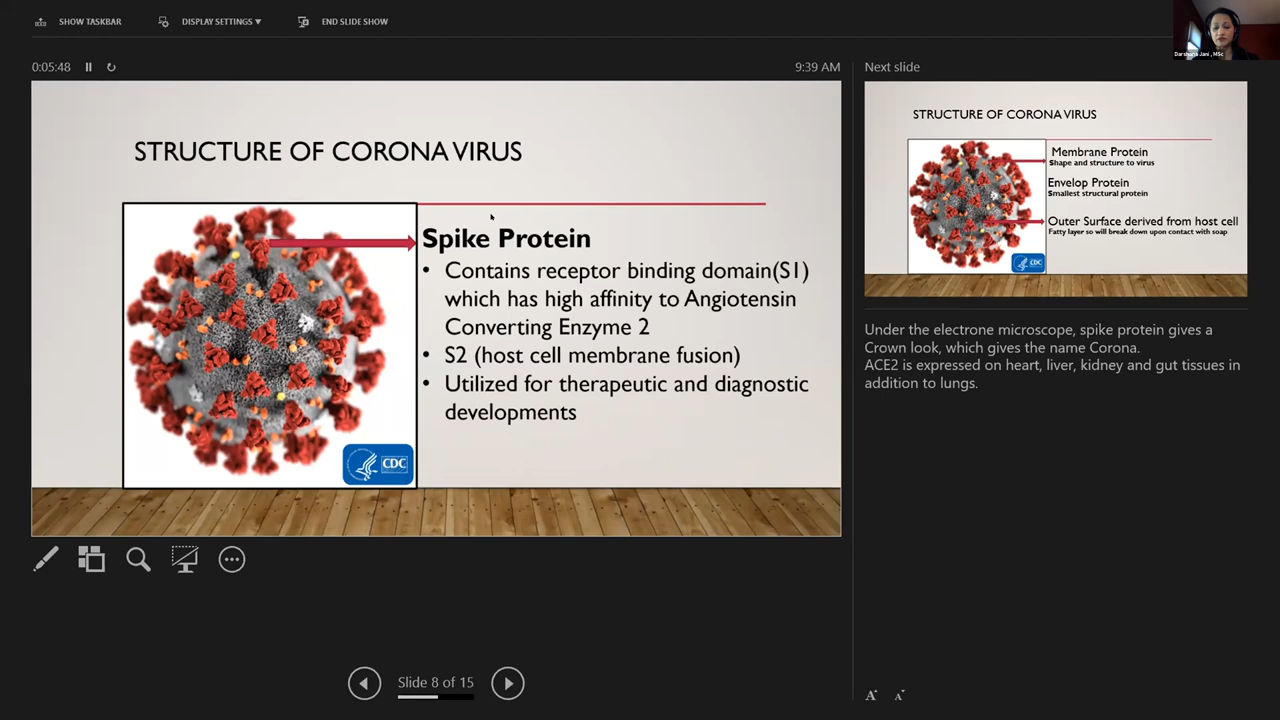 SHOW TASKBAR
DISPLAY SETTINGS
END SLIDE SHOW
Darshana Jani, MSc
0:05:48
9:39 AM
STRUCTURE OF CORONA VIRUS
Spike Protein
• Contains receptor binding domain(S1)
which has high affinity to Angiotensin
Converting Enzyme 2
• S2 (host cell membrane fusion)
• Utilized for therapeutic and diagnostic
developments
CDC
Slide 8 of 15
Next slide
STRUCTURE OF CORONA VIRUS
Membrane Protein
Shape and structure to virus
Envelop Protein
Smallest structural protein
Outer Surface derived from host cell
Fatty layer so will break down upon contact with soap
CDC
Under the electrone microscope, spike protein gives a
Crown look, which gives the name Corona.
ACE2 is expressed on heart, liver, kidney and gut tissues in
addition to lungs.
A A